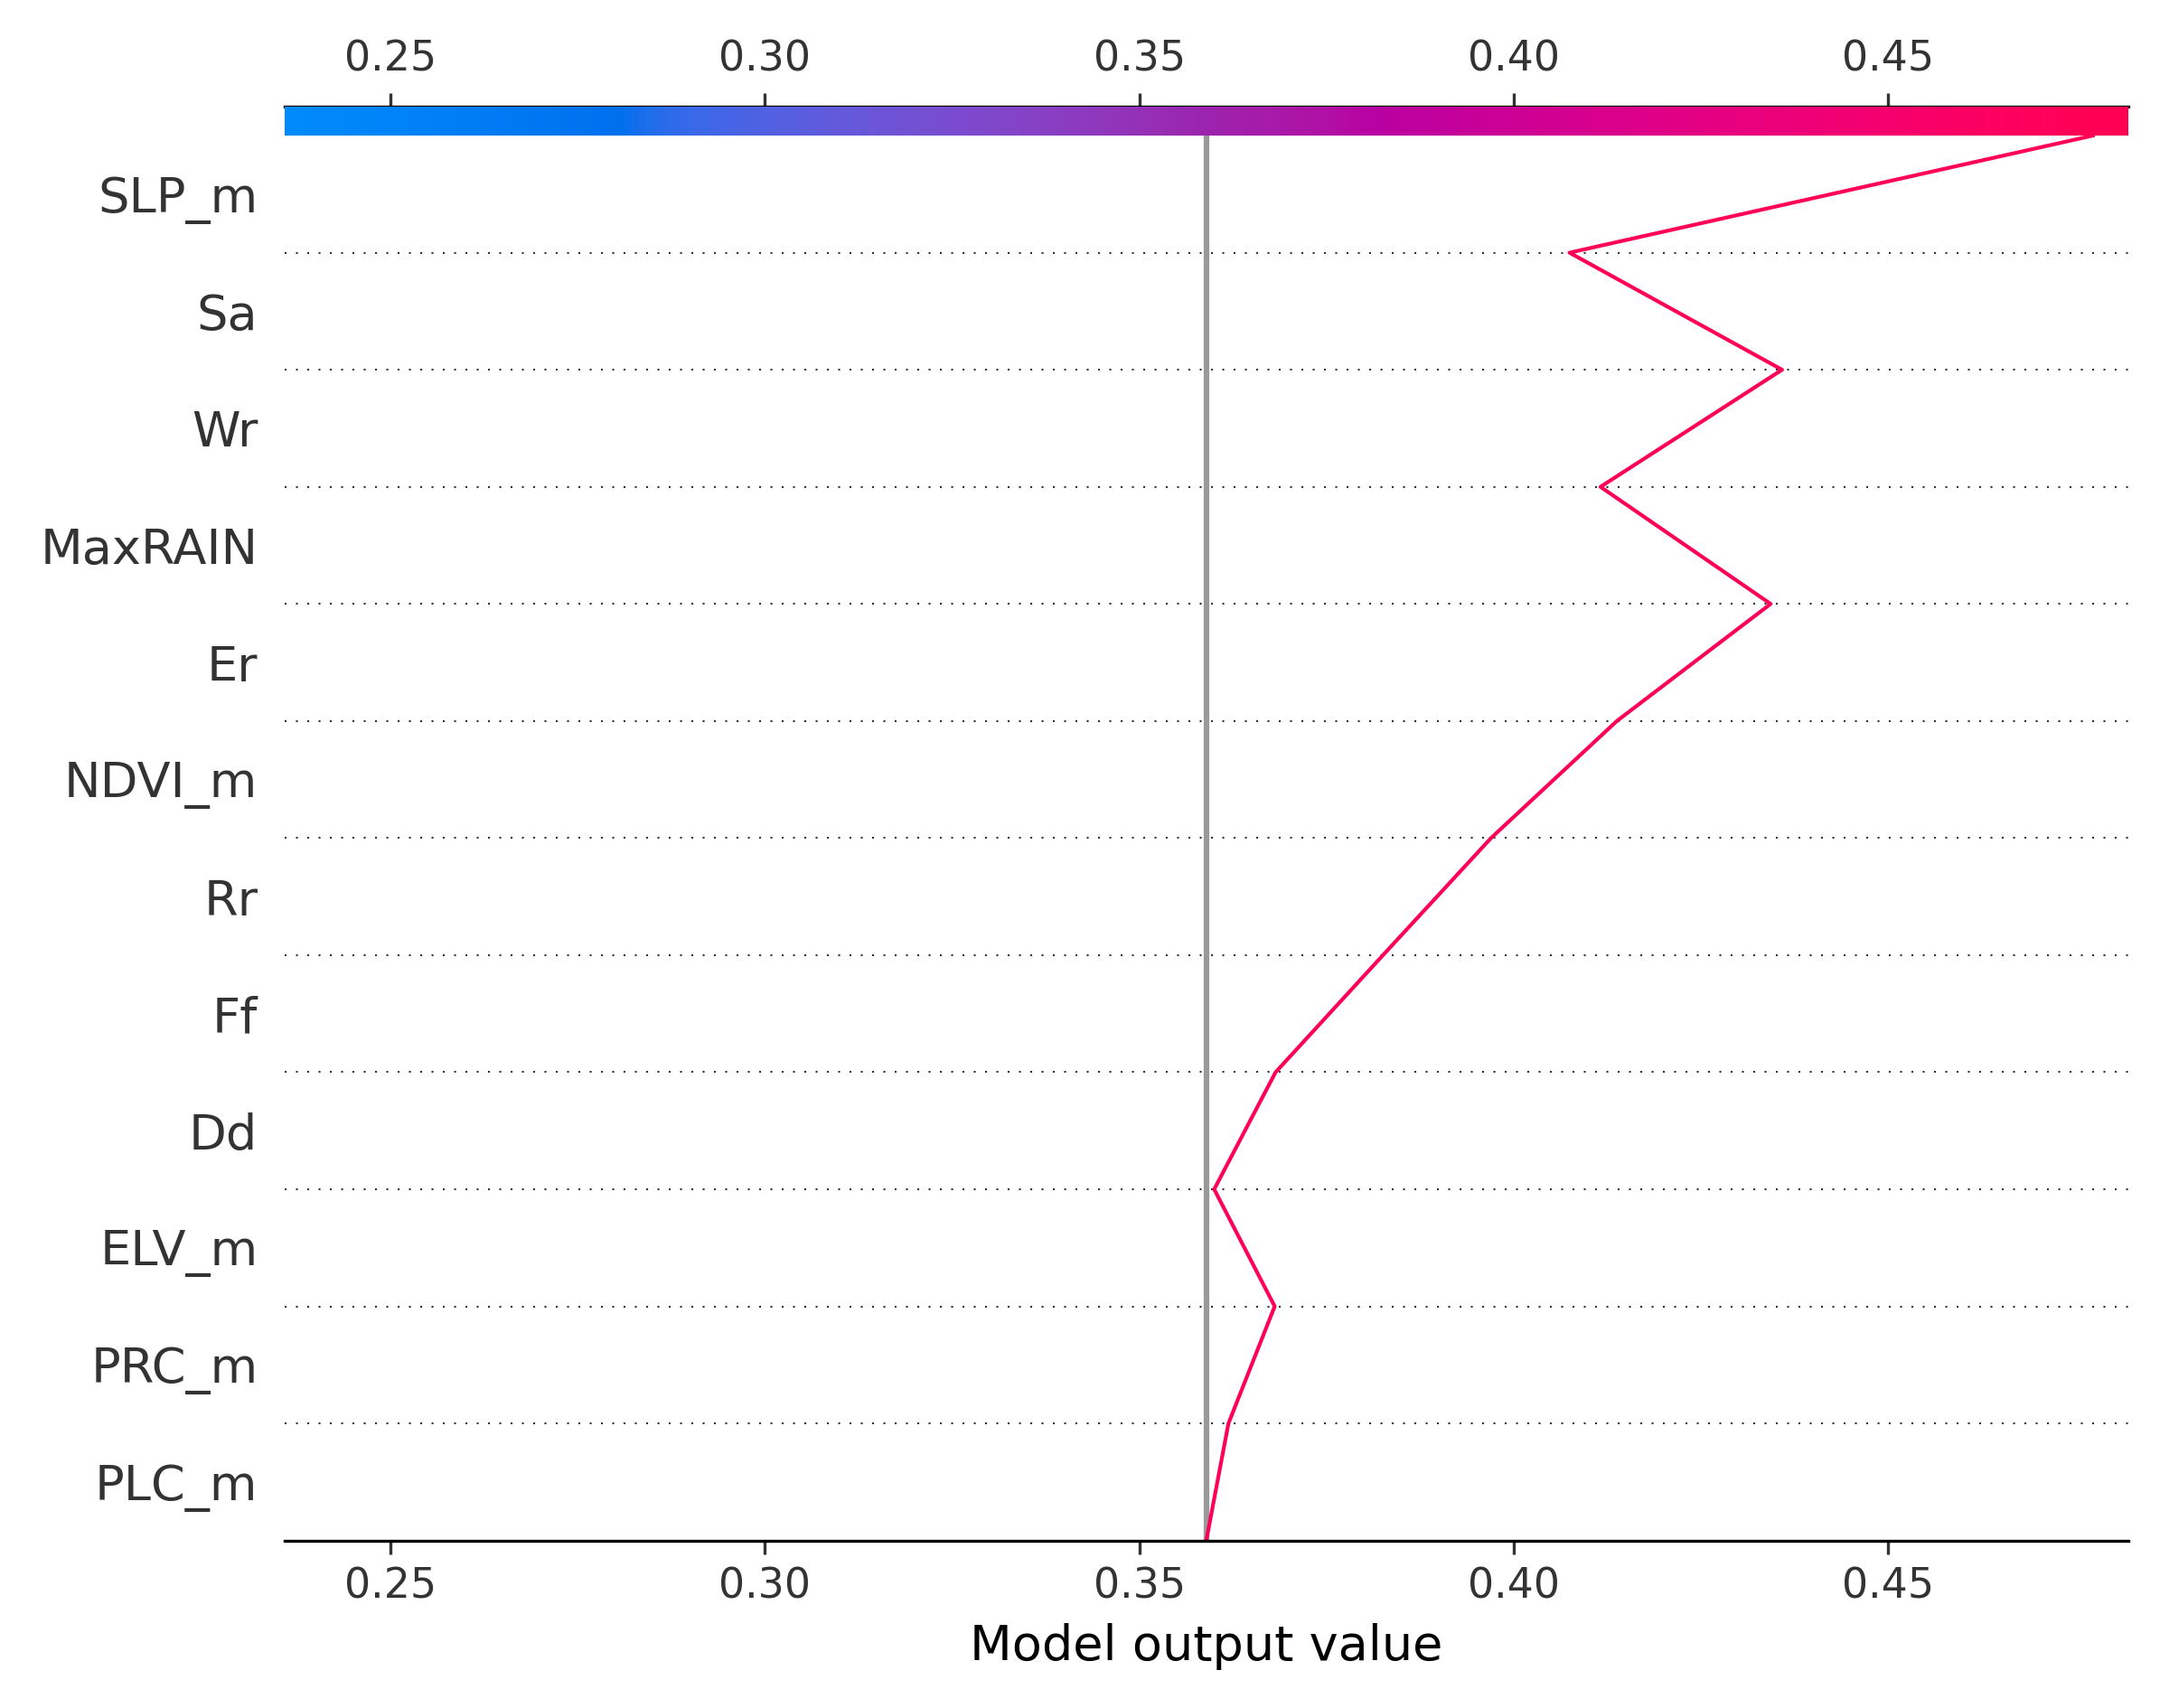 0.25 0.30 0.35 0.40 0.45
SLP_m
Sa
Wr
MaxRAIN
Er
NDVI_m
Rr
Ff
Dd
ELV_m
PRC_m
PLC_m
0.25 0.30 0.35 0.40 0.45
Model output value